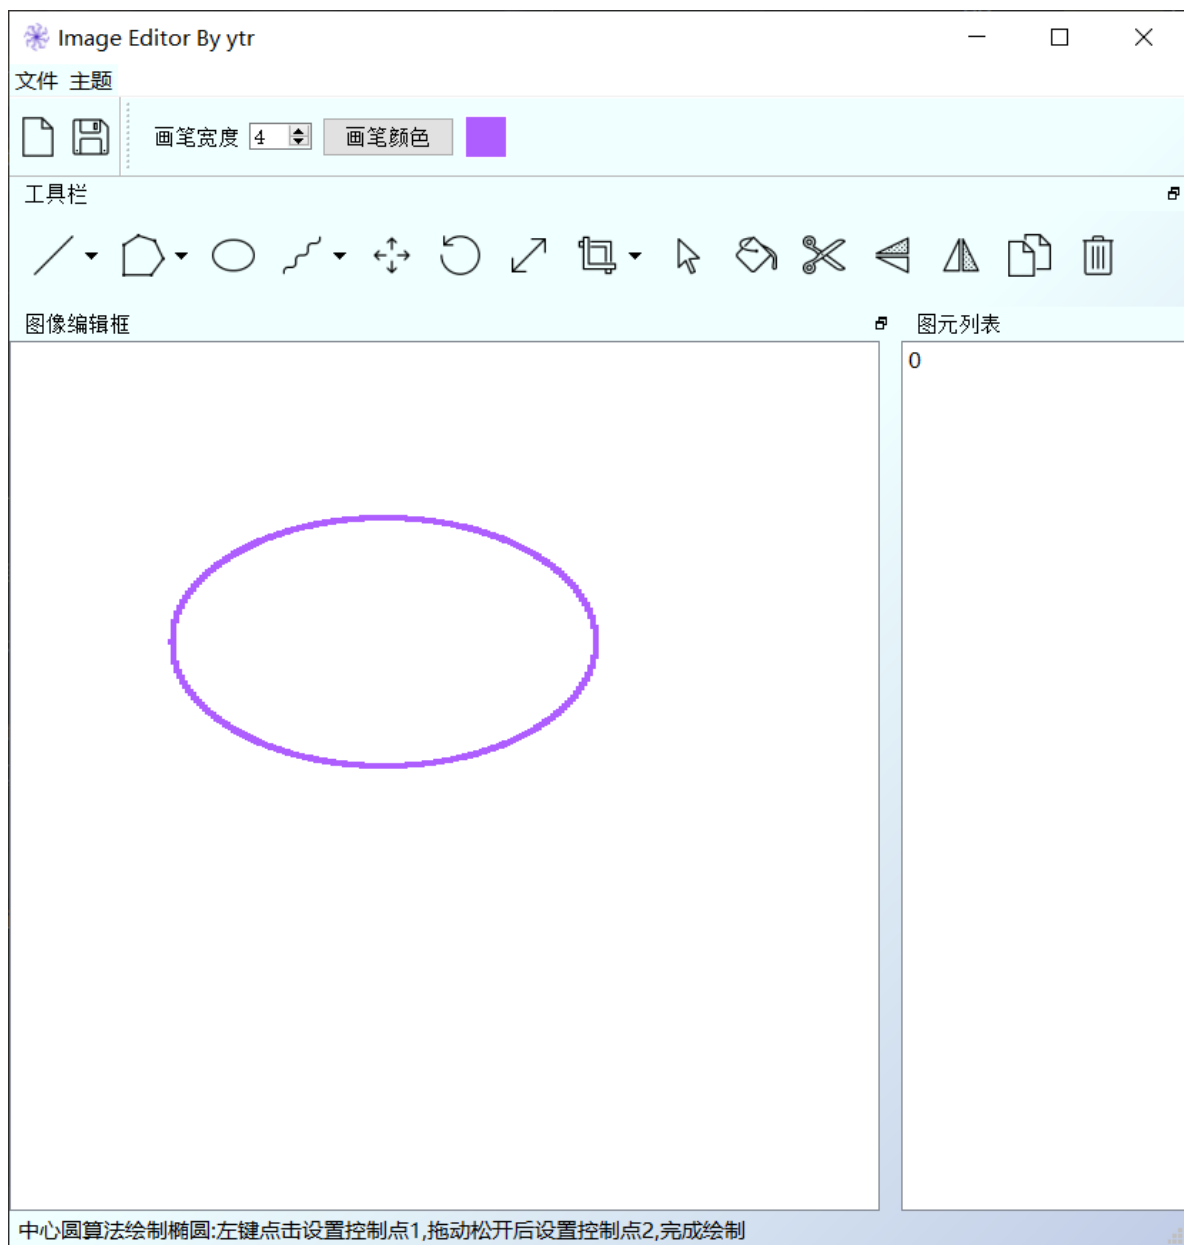 Image Editor By ytr
文件 主题
画笔宽度 4 画笔颜色
工具栏
图像编辑框 图元列表
0
中心圆算法绘制椭圆:左键点击设置控制点1,拖动松开后设置控制点2,完成绘制